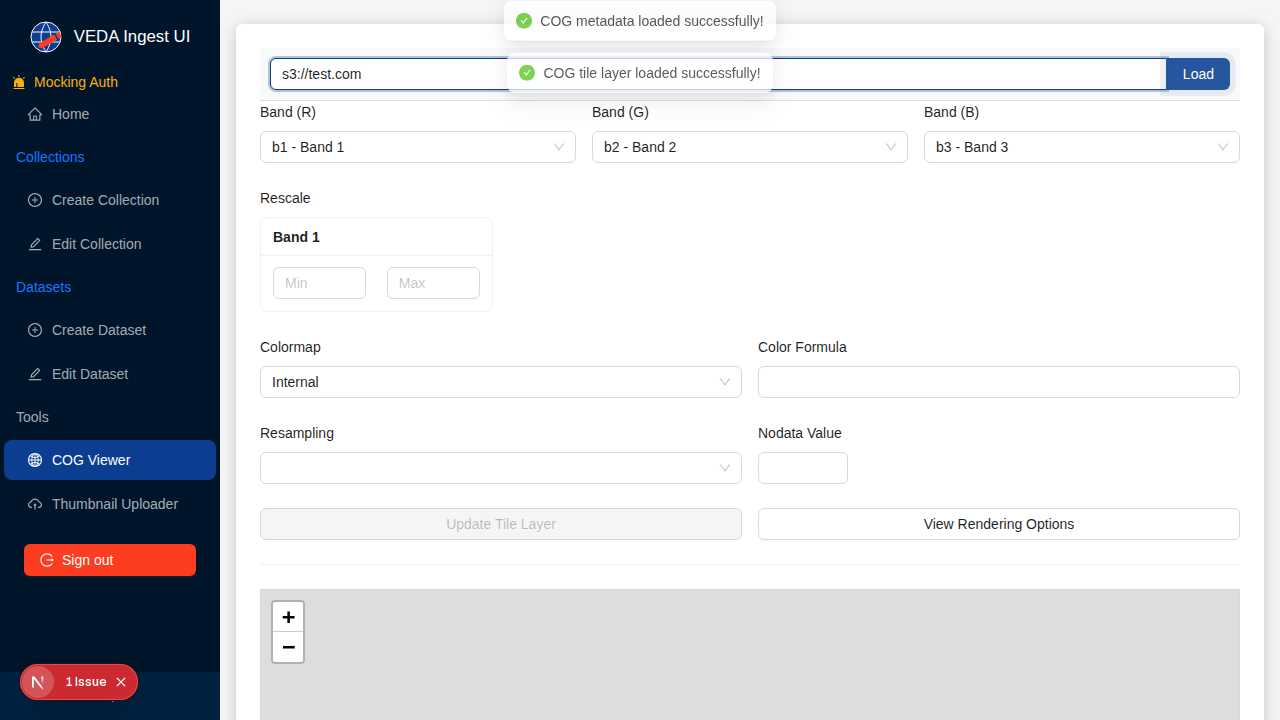 VEDA Ingest UI
Mocking Auth
Home
Collections
Create Collection
Edit Collection
Datasets
Create Dataset
Edit Dataset
Tools
COG Viewer
Thumbnail Uploader
Sign out
1 Issue
COG metadata loaded successfully!
COG tile layer loaded successfully!
s3://test.com
Load
Band (R)
Band (G)
Band (B)
b1 - Band 1
b2 - Band 2
b3 - Band 3
Rescale
Band 1
Min
Max
Colormap
Color Formula
Internal
Resampling
Nodata Value
Update Tile Layer
View Rendering Options
+
−